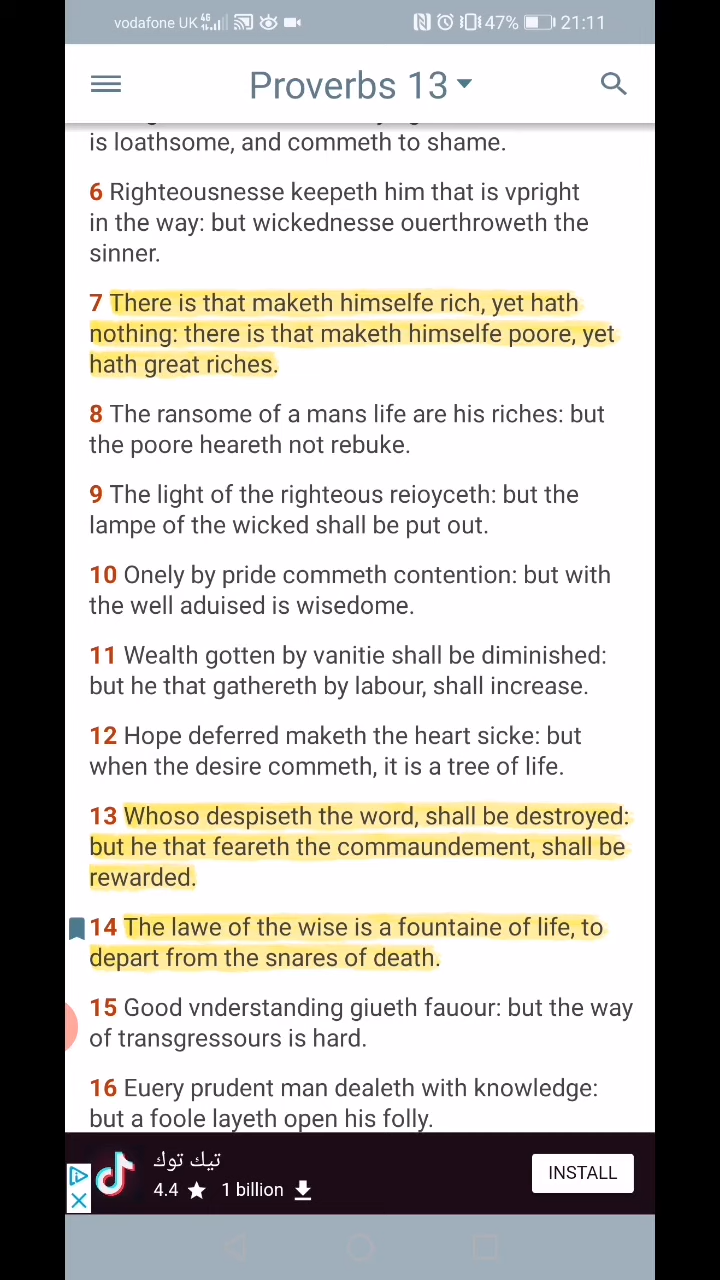 vodafone UK 4G 47% 21:11
Proverbs 13
is loathsome, and commeth to shame.
6 Righteousnesse keepeth him that is vpright
in the way: but wickednesse ouerthroweth the
sinner.
7 There is that maketh himselfe rich, yet hath
nothing: there is that maketh himselfe poore, yet
hath great riches.
8 The ransome of a mans life are his riches: but
the poore heareth not rebuke.
9 The light of the righteous reioyceth: but the
lampe of the wicked shall be put out.
10 Onely by pride commeth contention: but with
the well aduised is wisedome.
11 Wealth gotten by vanitie shall be diminished:
but he that gathereth by labour, shall increase.
12 Hope deferred maketh the heart sicke: but
when the desire commeth, it is a tree of life.
13 Whoso despiseth the word, shall be destroyed:
but he that feareth the commaundement, shall be
rewarded.
14 The lawe of the wise is a fountaine of life, to
depart from the snares of death.
15 Good vnderstanding giueth fauour: but the way
of transgressours is hard.
16 Euery prudent man dealeth with knowledge:
but a foole layeth open his folly.
تيك توك
4.4 ★ 1 billion
INSTALL